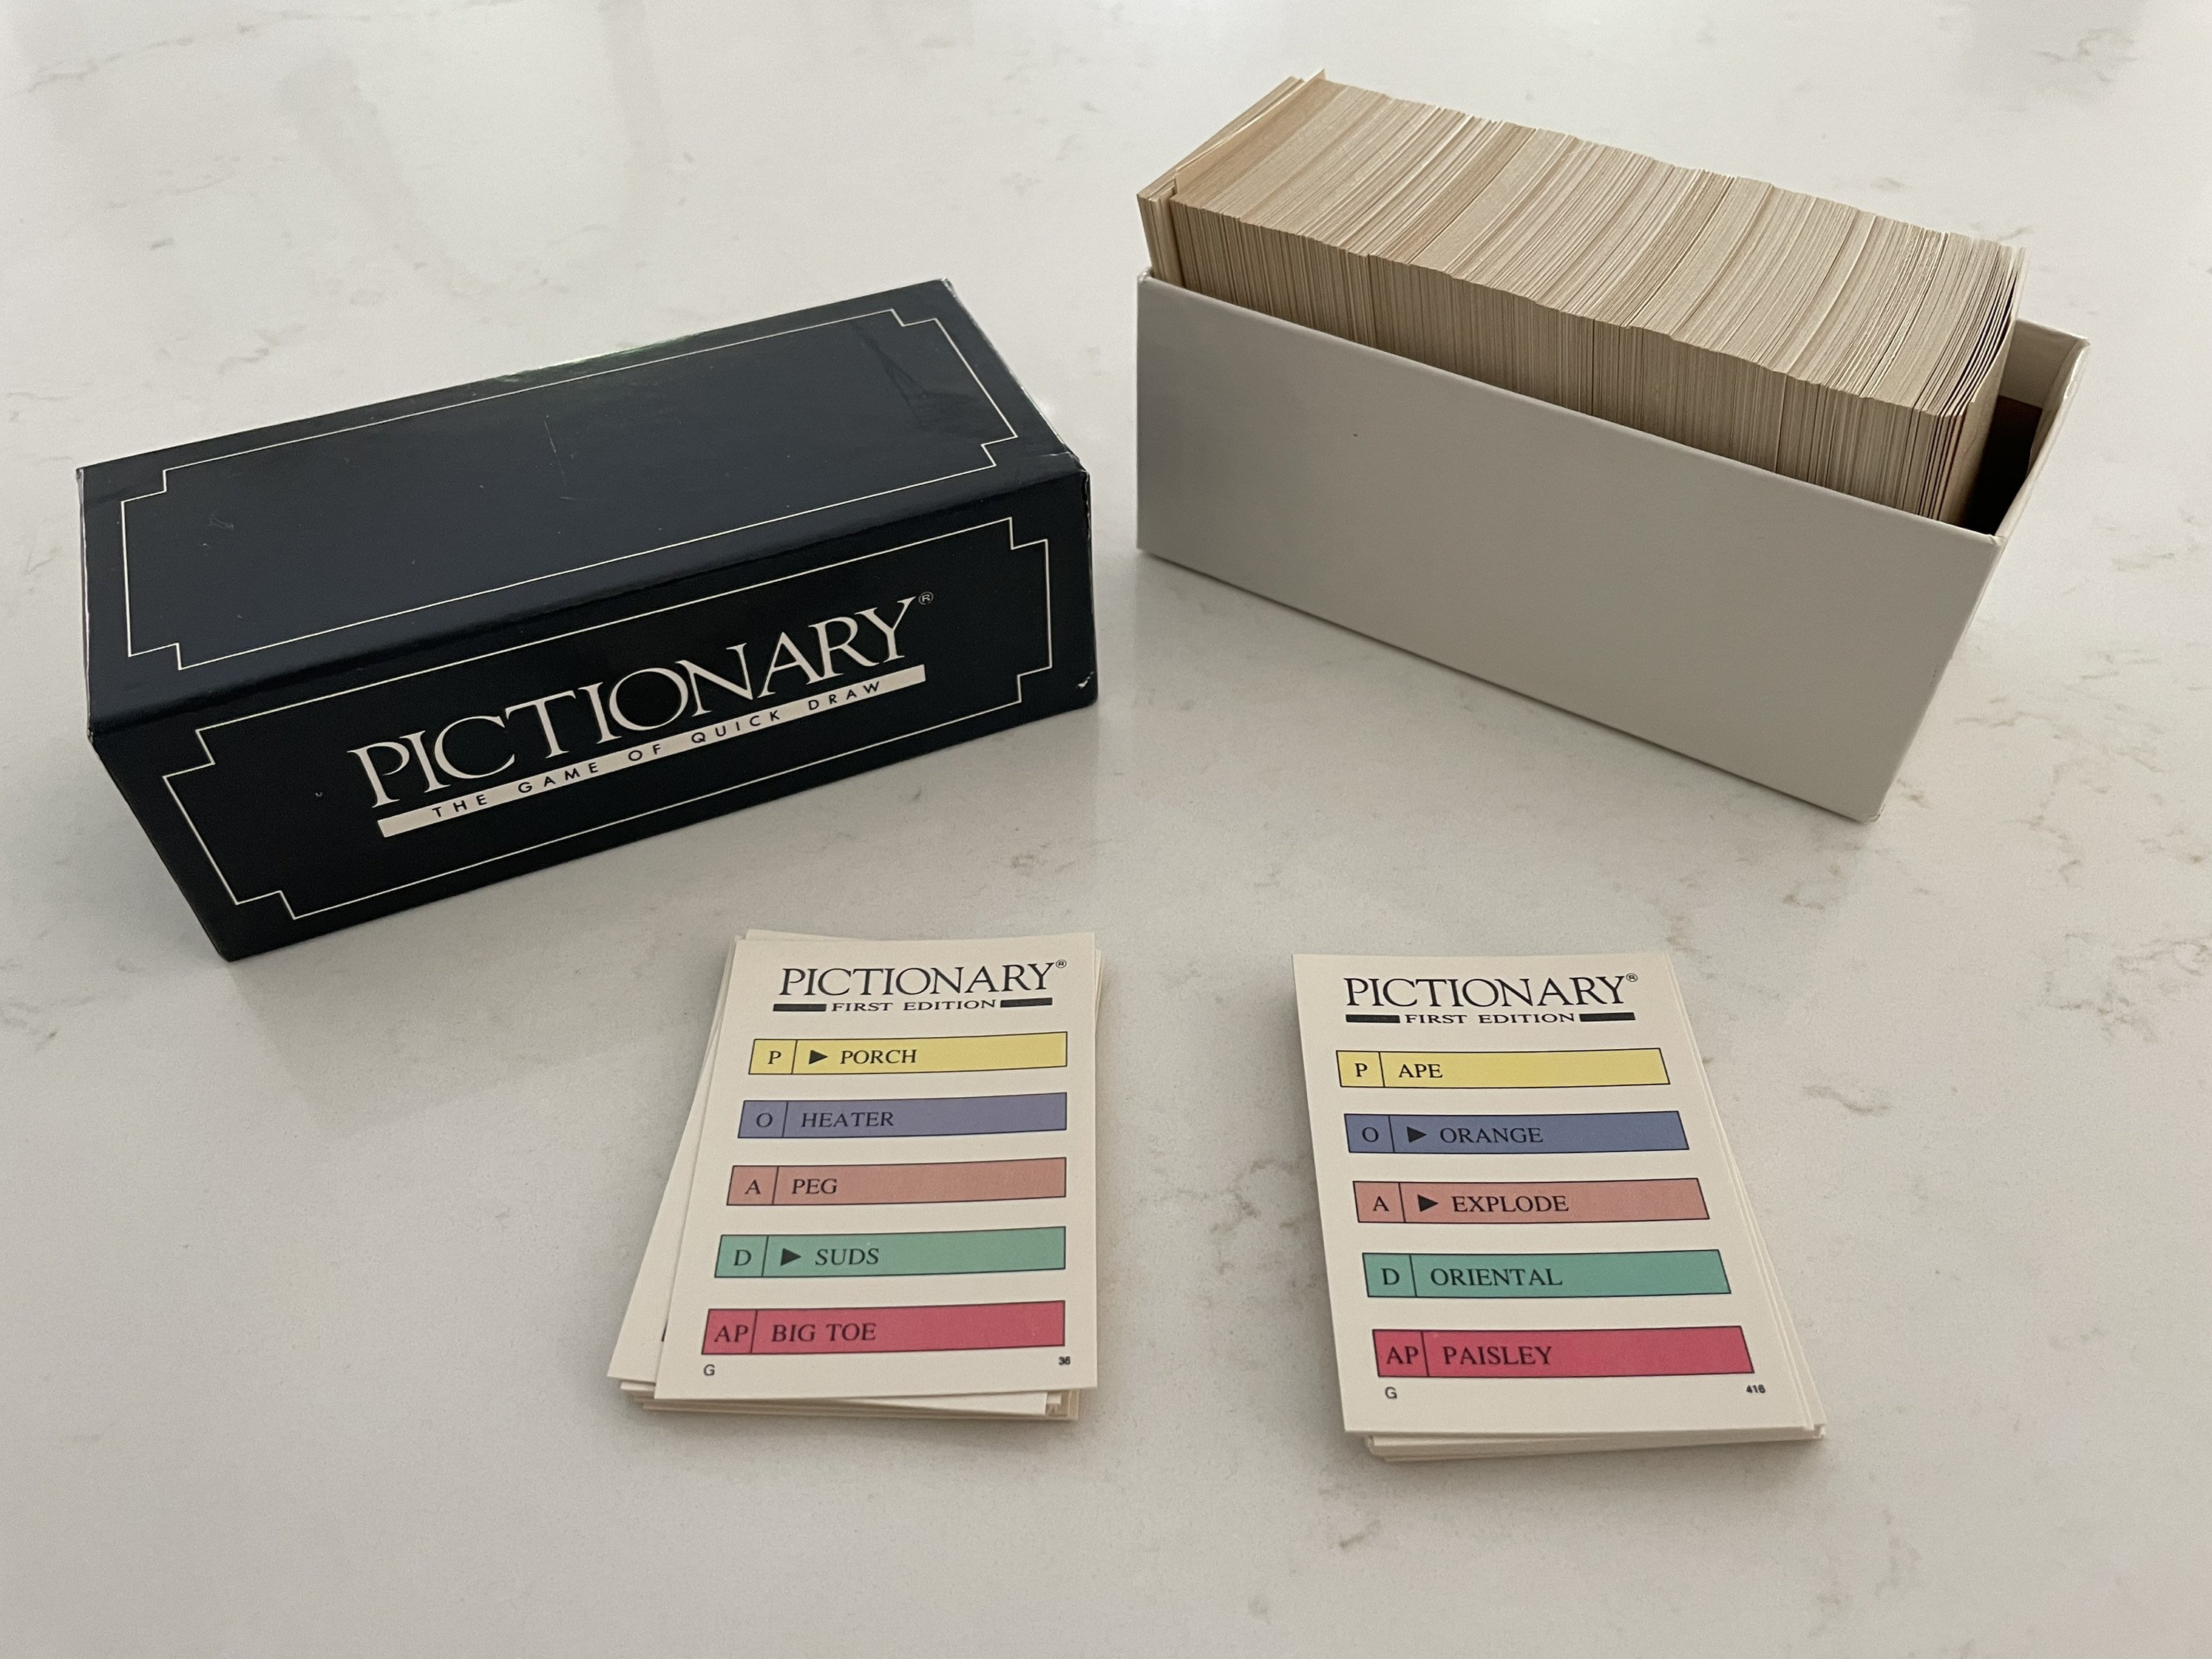 PICTIONARY®
THE GAME OF QUICK DRAW
PICTIONARY®
FIRST EDITION
P ▶ PORCH
O HEATER
A PEG
D ▶ SUDS
AP BIG TOE
G 36
PICTIONARY®
FIRST EDITION
P APE
O ▶ ORANGE
A ▶ EXPLODE
D ORIENTAL
AP PAISLEY
G 416